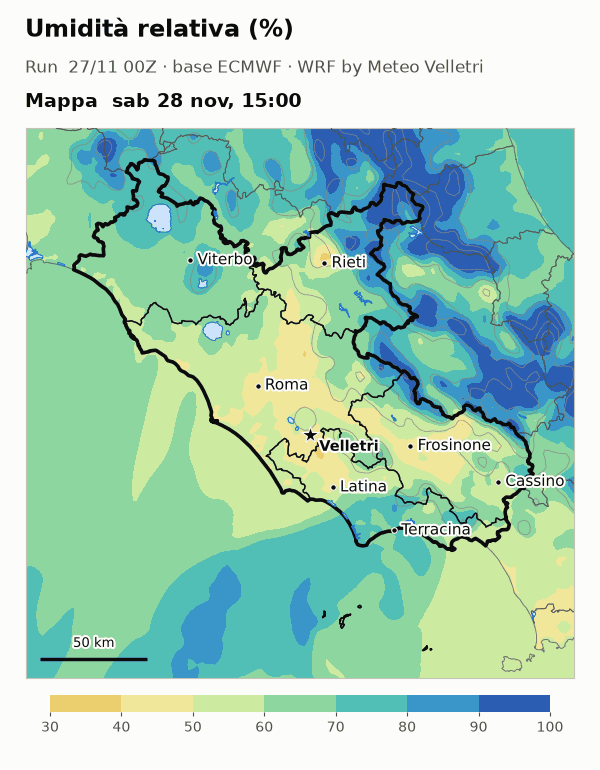 Umidità relativa (%)
Run  27/11 00Z · base ECMWF · WRF by Meteo Velletri
Mappa  sab 28 nov, 15:00
Viterbo
Rieti
Roma
Velletri
Frosinone
Latina
Cassino
Terracina
50 km
30 40 50 60 70 80 90 100